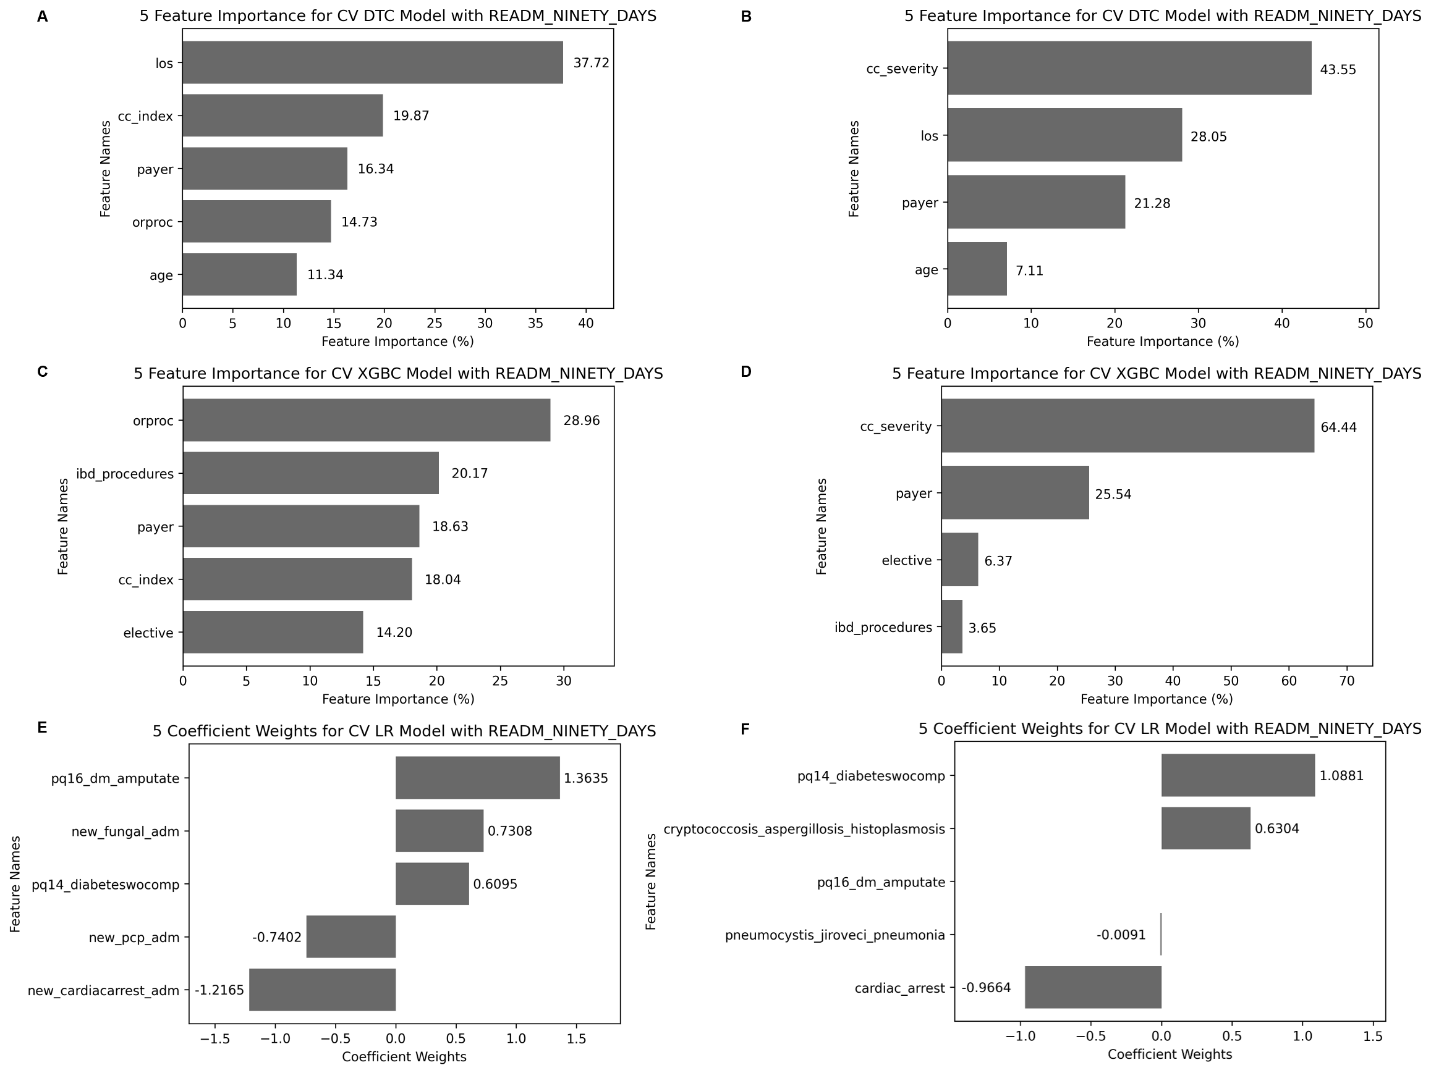 A
5 Feature Importance for CV DTC Model with READM_NINETY_DAYS
Feature Names
los
37.72
cc_index
19.87
payer
16.34
orproc
14.73
age
11.34
0 5 10 15 20 25 30 35 40
Feature Importance (%)
B
5 Feature Importance for CV DTC Model with READM_NINETY_DAYS
Feature Names
cc_severity
43.55
los
28.05
payer
21.28
age
7.11
0 10 20 30 40 50
Feature Importance (%)
C
5 Feature Importance for CV XGBC Model with READM_NINETY_DAYS
Feature Names
orproc
28.96
ibd_procedures
20.17
payer
18.63
cc_index
18.04
elective
14.20
0 5 10 15 20 25 30
Feature Importance (%)
D
5 Feature Importance for CV XGBC Model with READM_NINETY_DAYS
Feature Names
cc_severity
64.44
payer
25.54
elective
6.37
ibd_procedures
3.65
0 10 20 30 40 50 60 70
Feature Importance (%)
E
5 Coefficient Weights for CV LR Model with READM_NINETY_DAYS
Feature Names
pq16_dm_amputate
1.3635
new_fungal_adm
0.7308
pq14_diabeteswocomp
0.6095
new_pcp_adm
-0.7402
new_cardiacarrest_adm
-1.2165
−1.5 −1.0 −0.5 0.0 0.5 1.0 1.5
Coefficient Weights
F
5 Coefficient Weights for CV LR Model with READM_NINETY_DAYS
Feature Names
pq14_diabeteswocomp
1.0881
cryptococcosis_aspergillosis_histoplasmosis
0.6304
pq16_dm_amputate
pneumocystis_jiroveci_pneumonia
-0.0091
cardiac_arrest
-0.9664
−1.0 −0.5 0.0 0.5 1.0 1.5
Coefficient Weights